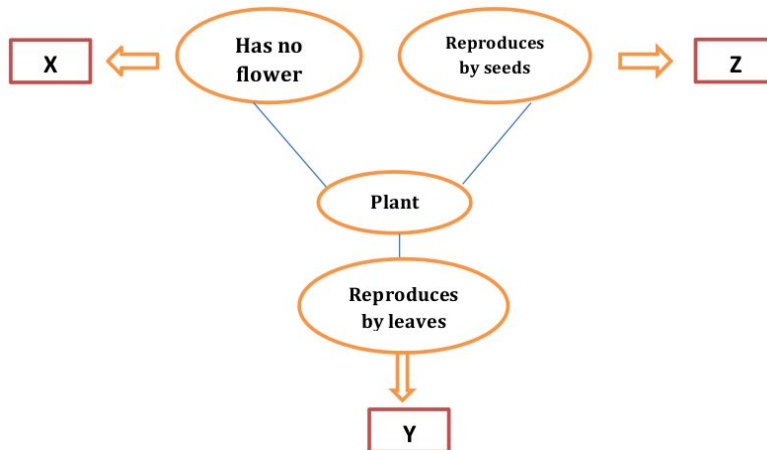 X
Has no
flower
Reproduces
by seeds
Z
Plant
Reproduces
by leaves
Y